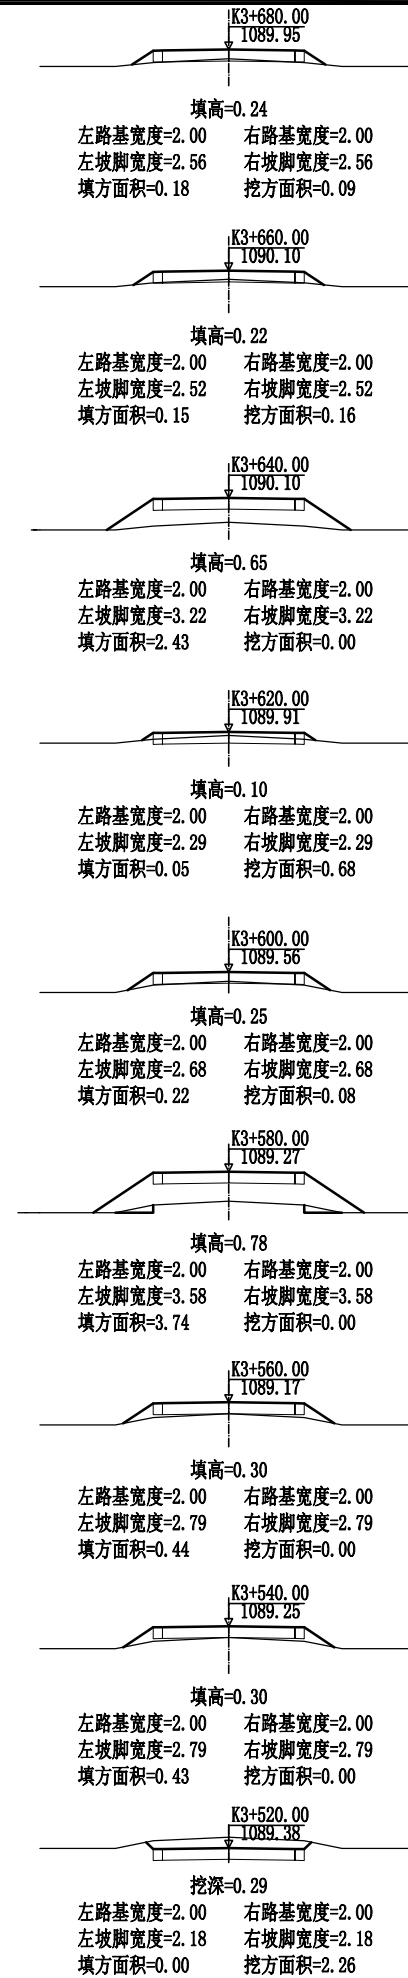 K3+680.00
1089.95
填高=0.24
左路基宽度=2.00 右路基宽度=2.00
左坡脚宽度=2.56 右坡脚宽度=2.56
填方面积=0.18 挖方面积=0.09
K3+660.00
1090.10
填高=0.22
左路基宽度=2.00 右路基宽度=2.00
左坡脚宽度=2.52 右坡脚宽度=2.52
填方面积=0.15 挖方面积=0.16
K3+640.00
1090.10
填高=0.65
左路基宽度=2.00 右路基宽度=2.00
左坡脚宽度=3.22 右坡脚宽度=3.22
填方面积=2.43 挖方面积=0.00
K3+620.00
1089.91
填高=0.10
左路基宽度=2.00 右路基宽度=2.00
左坡脚宽度=2.29 右坡脚宽度=2.29
填方面积=0.05 挖方面积=0.68
K3+600.00
1089.56
填高=0.25
左路基宽度=2.00 右路基宽度=2.00
左坡脚宽度=2.68 右坡脚宽度=2.68
填方面积=0.22 挖方面积=0.08
K3+580.00
1089.27
填高=0.78
左路基宽度=2.00 右路基宽度=2.00
左坡脚宽度=3.58 右坡脚宽度=3.58
填方面积=3.74 挖方面积=0.00
K3+560.00
1089.17
填高=0.30
左路基宽度=2.00 右路基宽度=2.00
左坡脚宽度=2.79 右坡脚宽度=2.79
填方面积=0.44 挖方面积=0.00
K3+540.00
1089.25
填高=0.30
左路基宽度=2.00 右路基宽度=2.00
左坡脚宽度=2.79 右坡脚宽度=2.79
填方面积=0.43 挖方面积=0.00
K3+520.00
1089.38
挖深=0.29
左路基宽度=2.00 右路基宽度=2.00
左坡脚宽度=2.18 右坡脚宽度=2.18
填方面积=0.00 挖方面积=2.26